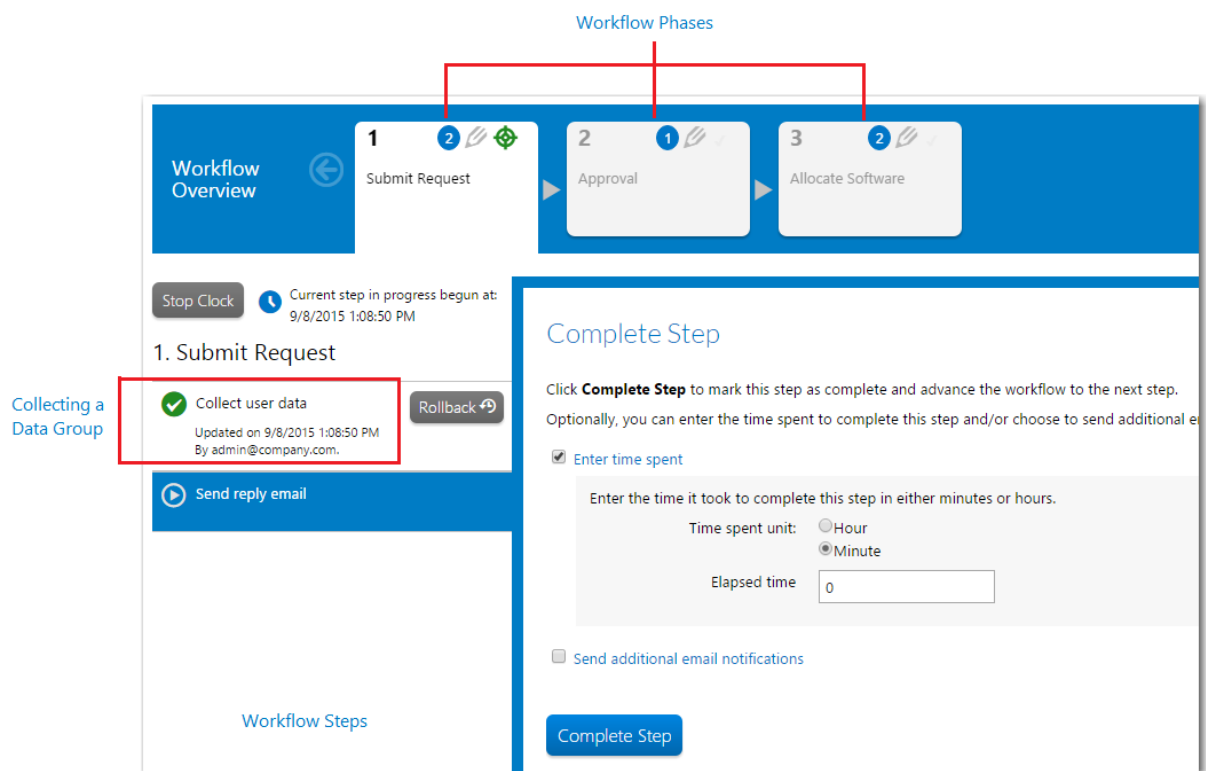 Workflow Phases
Workflow
Overview
1
2
Submit Request
2
1
Approval
3
2
Allocate Software
Stop Clock
Current step in progress begun at:
9/8/2015 1:08:50 PM
1. Submit Request
Collecting a
Data Group
Collect user data
Updated on 9/8/2015 1:08:50 PM
By admin@company.com.
Rollback
Send reply email
Workflow Steps
Complete Step
Click Complete Step to mark this step as complete and advance the workflow to the next step.
Optionally, you can enter the time spent to complete this step and/or choose to send additional
Enter time spent
Enter the time it took to complete this step in either minutes or hours.
Time spent unit:
Hour
Minute
Elapsed time
0
Send additional email notifications
Complete Step